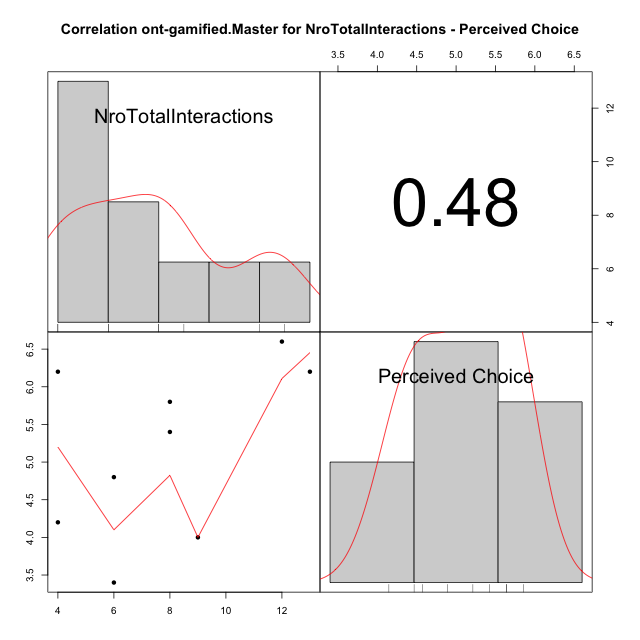 Correlation ont-gamified.Master for NroTotalInteractions - Perceived Choice
3.5 4.0 4.5 5.0 5.5 6.0 6.5
NroTotalInteractions
0.48
12
10
8
6
4
6.5
6.0
5.5
5.0
4.5
4.0
3.5
Perceived Choice
4 6 8 10 12